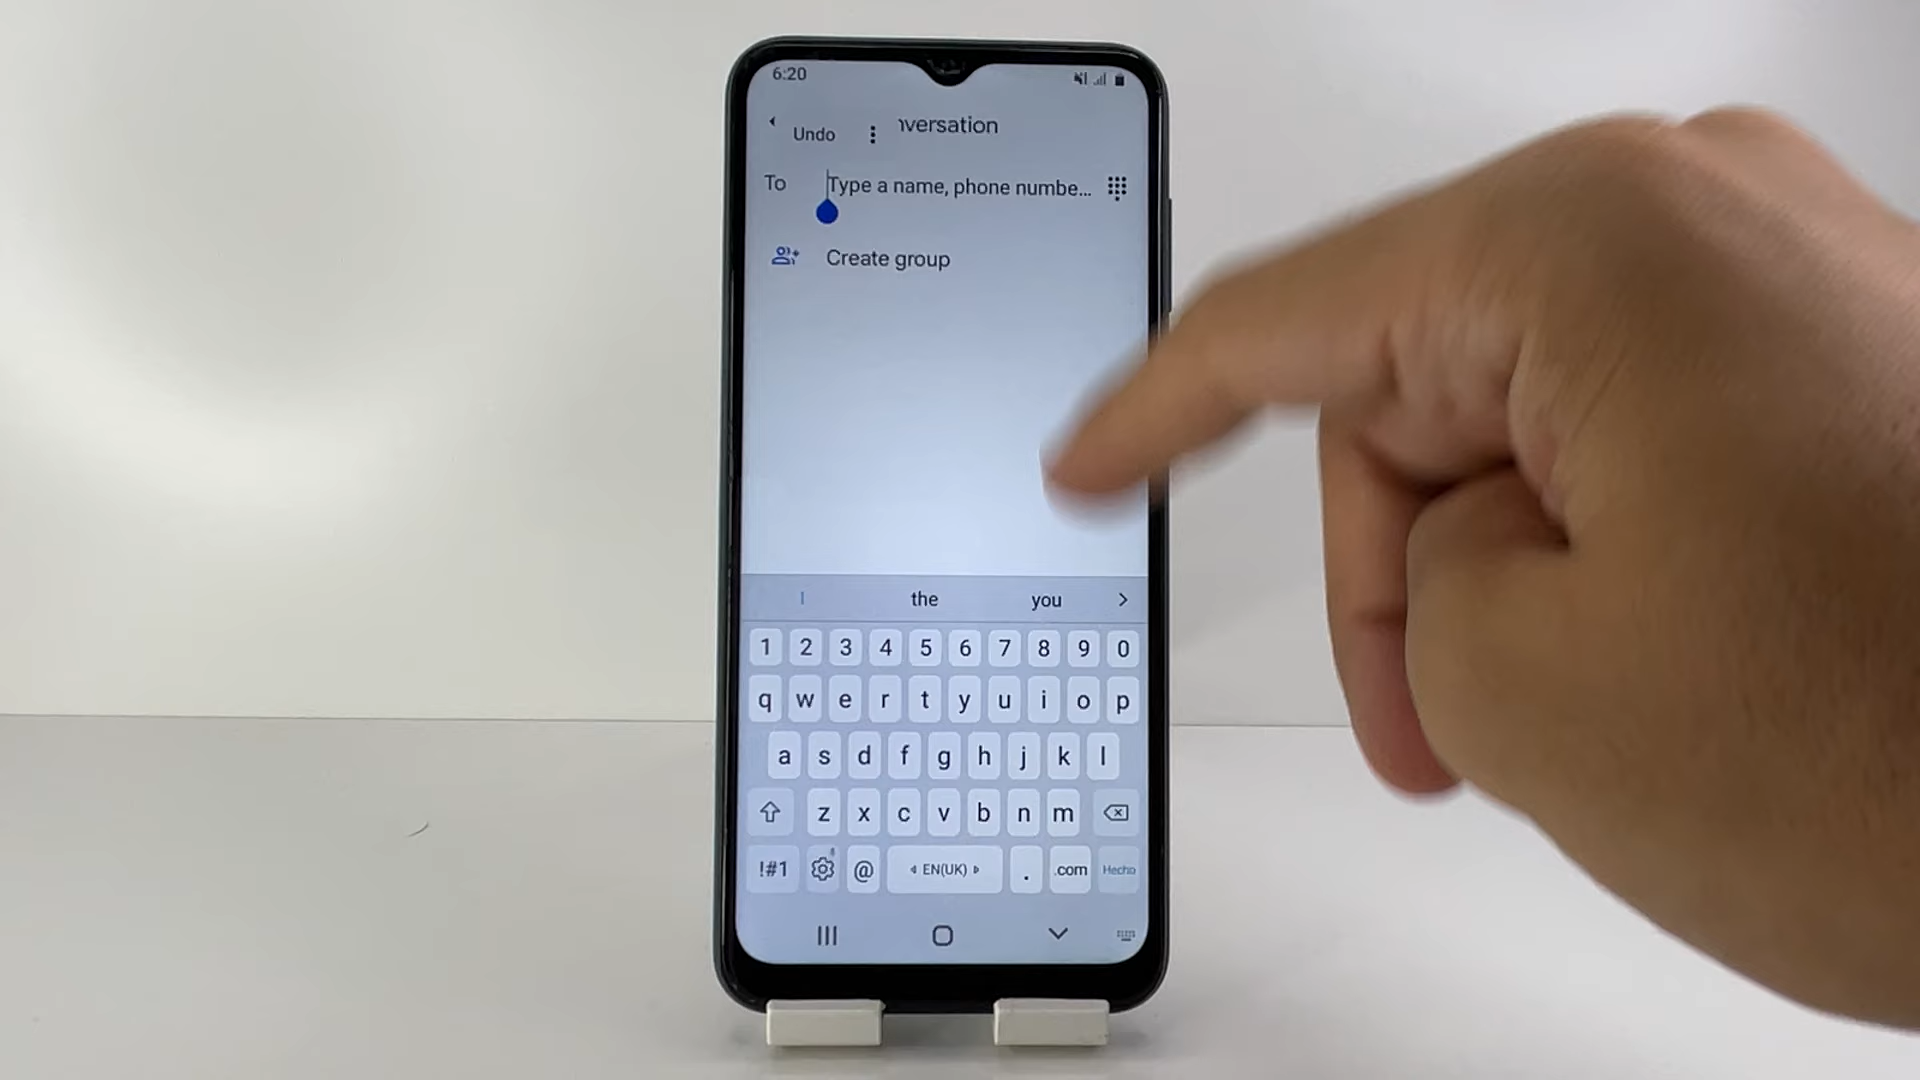 6:20
Undo
nversation
To
Type a name, phone numbe...
Create group
I the you
1 2 3 4 5 6 7 8 9 0
q w e r t y u i o p
a s d f g h j k l
z x c v b n m
!#1 @ EN(UK) . .com Hecho